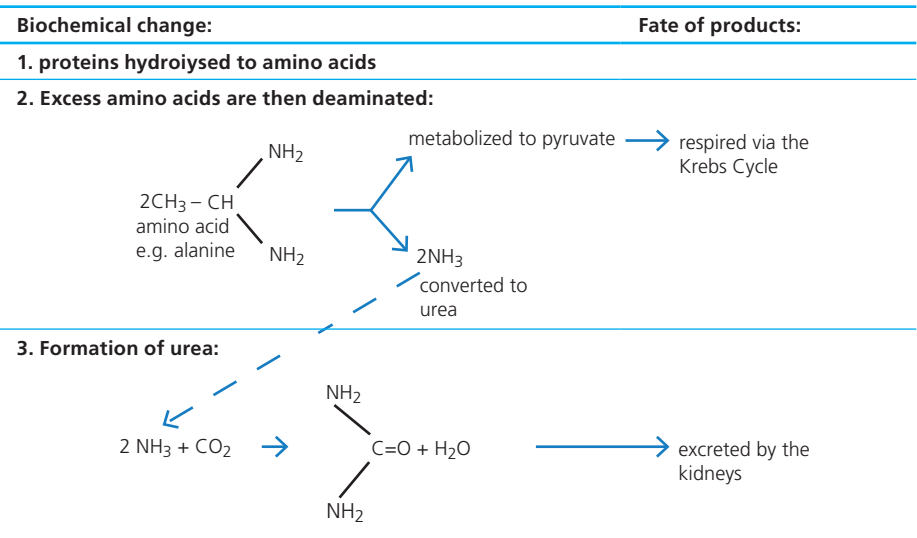 Biochemical change: Fate of products:
1. proteins hydroiysed to amino acids
2. Excess amino acids are then deaminated:
metabolized to pyruvate
respired via the
Krebs Cycle
NH₂
2CH₃ – CH
amino acid
e.g. alanine
NH₂
2NH₃
converted to
urea
3. Formation of urea:
NH₂
2 NH₃ + CO₂
C=O + H₂O
excreted by the
kidneys
NH₂